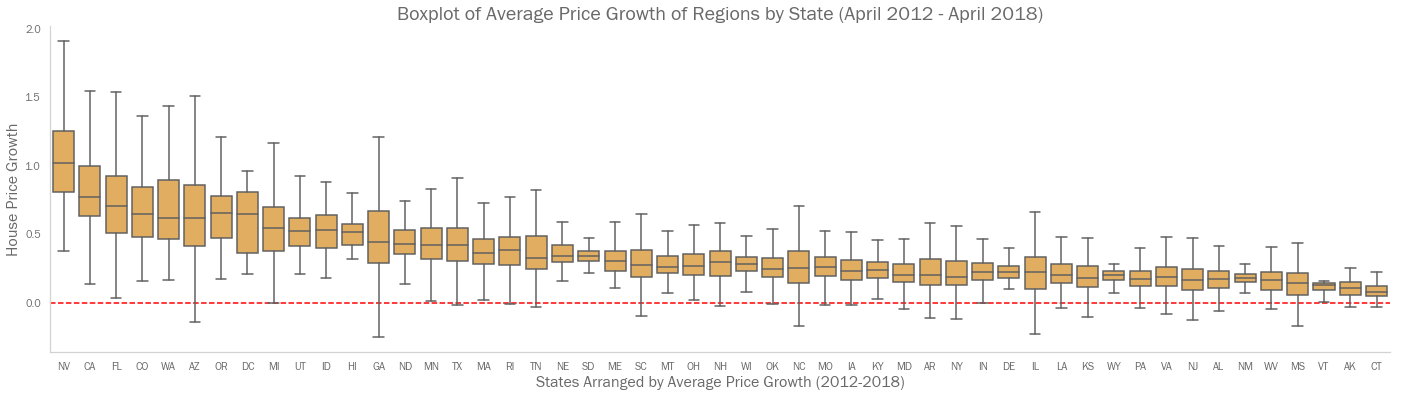 Boxplot of Average Price Growth of Regions by State (April 2012 - April 2018)
House Price Growth
2.0
1.5
1.0
0.5
0.0
NV CA FL CO WA AZ OR DC MI UT ID HI GA ND MN TX MA RI TN NE SD ME SC MT OH NH WI OK NC MO IA KY MD AR NY IN DE IL LA KS WY PA VA NJ AL NM WV MS VT AK CT
States Arranged by Average Price Growth (2012-2018)